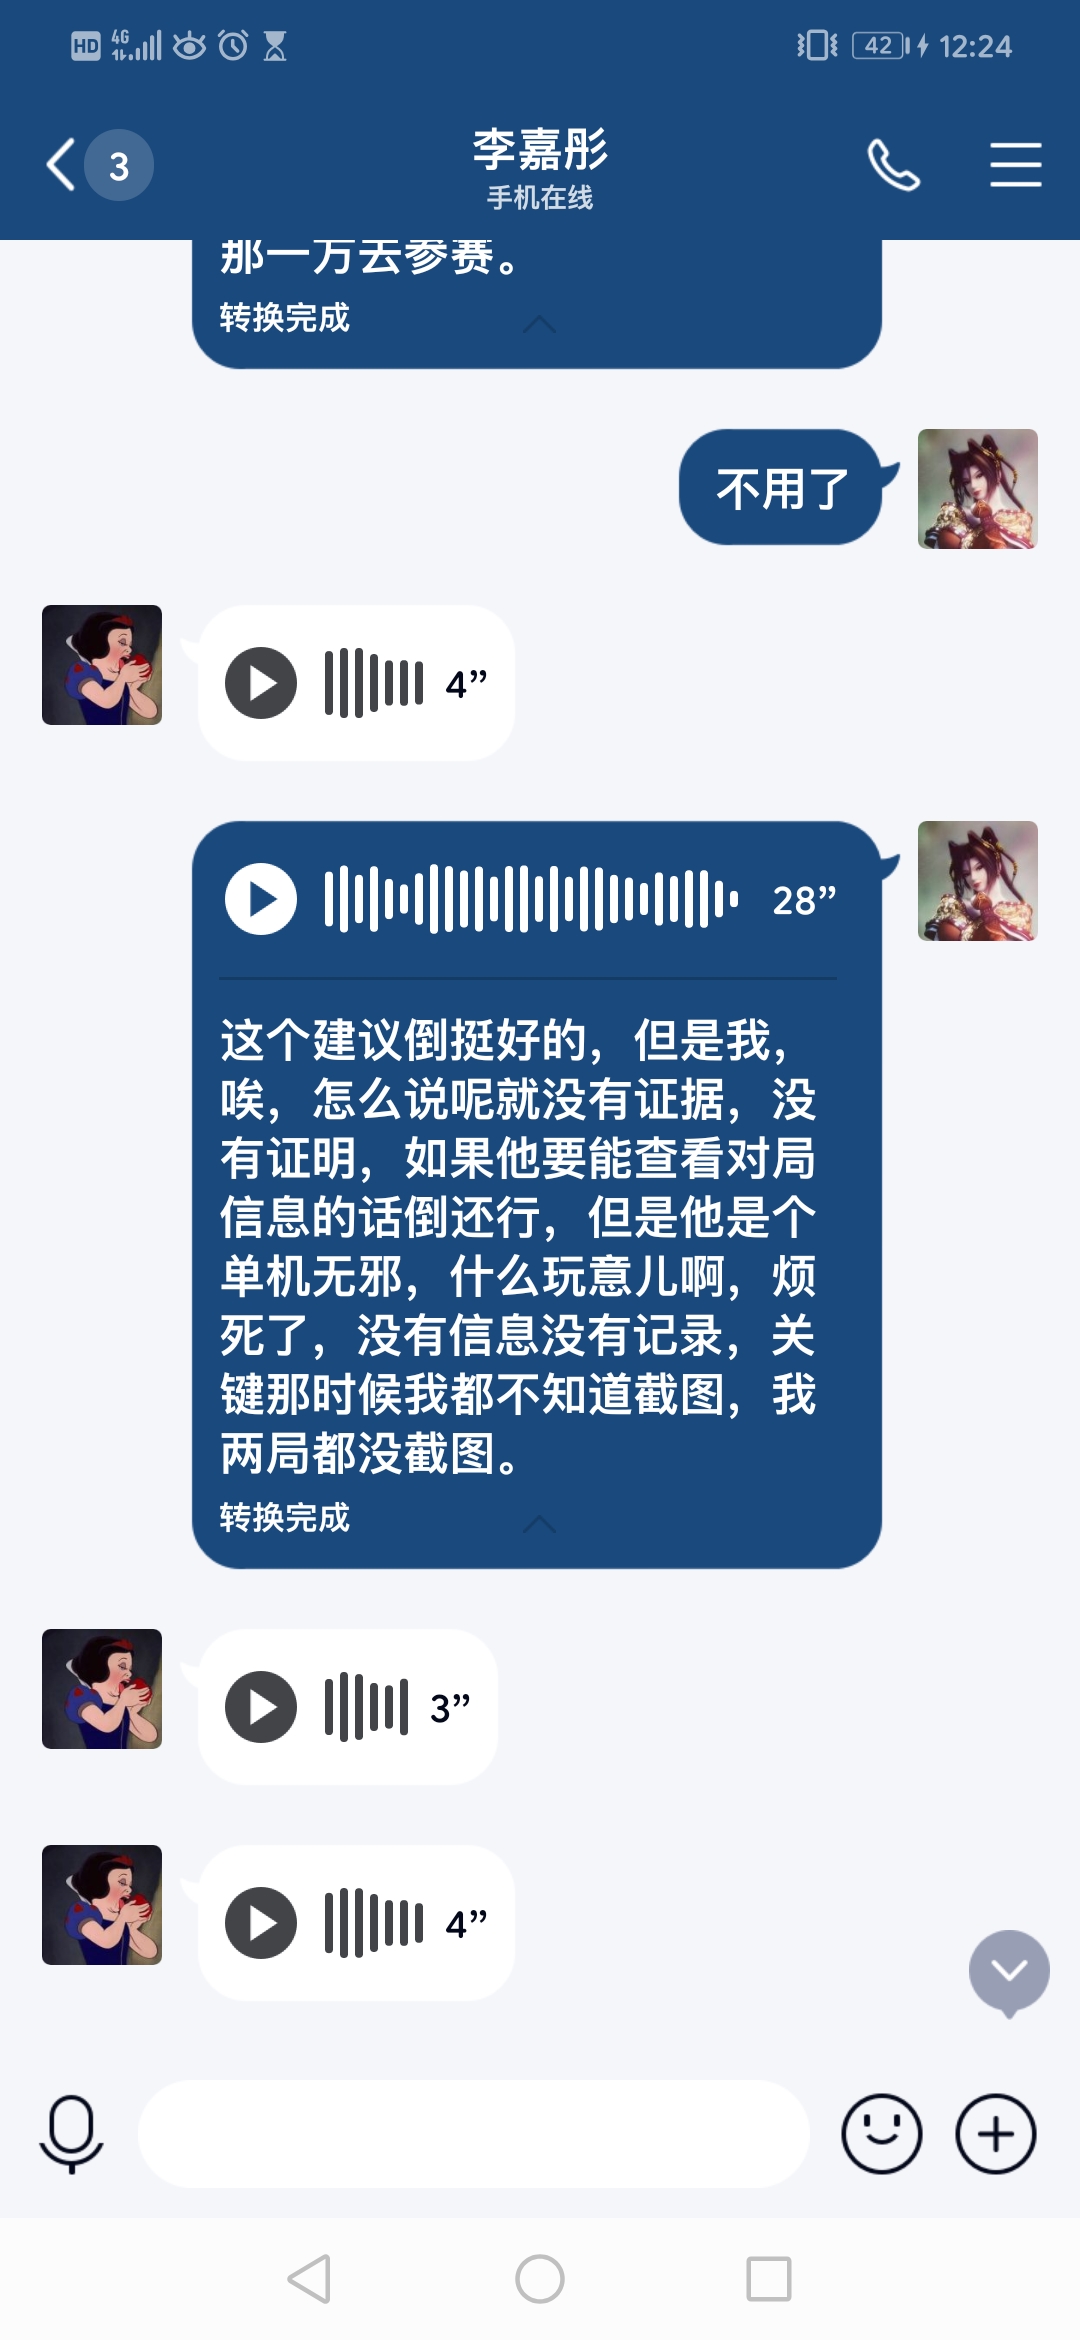 HD 4G 42 12:24
3
李嘉彤
手机在线
那一万去参赛。
转换完成
不用了
4”
28”
这个建议倒挺好的，但是我，
唉，怎么说呢就没有证据，没
有证明，如果他要能查看对局
信息的话倒还行，但是他是个
单机无邪，什么玩意儿啊，烦
死了，没有信息没有记录，关
键那时候我都不知道截图，我
两局都没截图。
转换完成
3”
4”